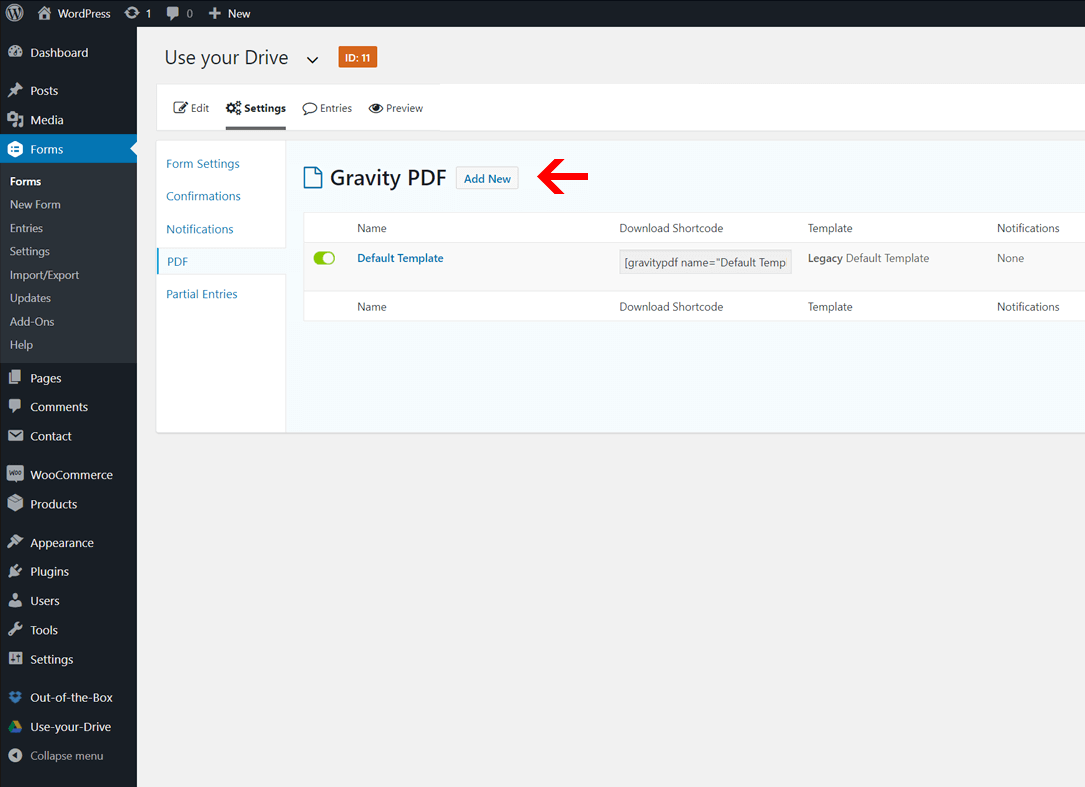 WordPress 1 0 New
Dashboard
Posts
Media
Forms
Forms
New Form
Entries
Settings
Import/Export
Updates
Add-Ons
Help
Pages
Comments
Contact
WooCommerce
Products
Appearance
Plugins
Users
Tools
Settings
Out-of-the-Box
Use-your-Drive
Collapse menu
Use your Drive ID: 11
Edit Settings Entries Preview
Form Settings
Confirmations
Notifications
PDF
Partial Entries
Gravity PDF Add New
Name Download Shortcode Template Notifications
Default Template [gravitypdf name="Default Temp Legacy Default Template None
Name Download Shortcode Template Notifications